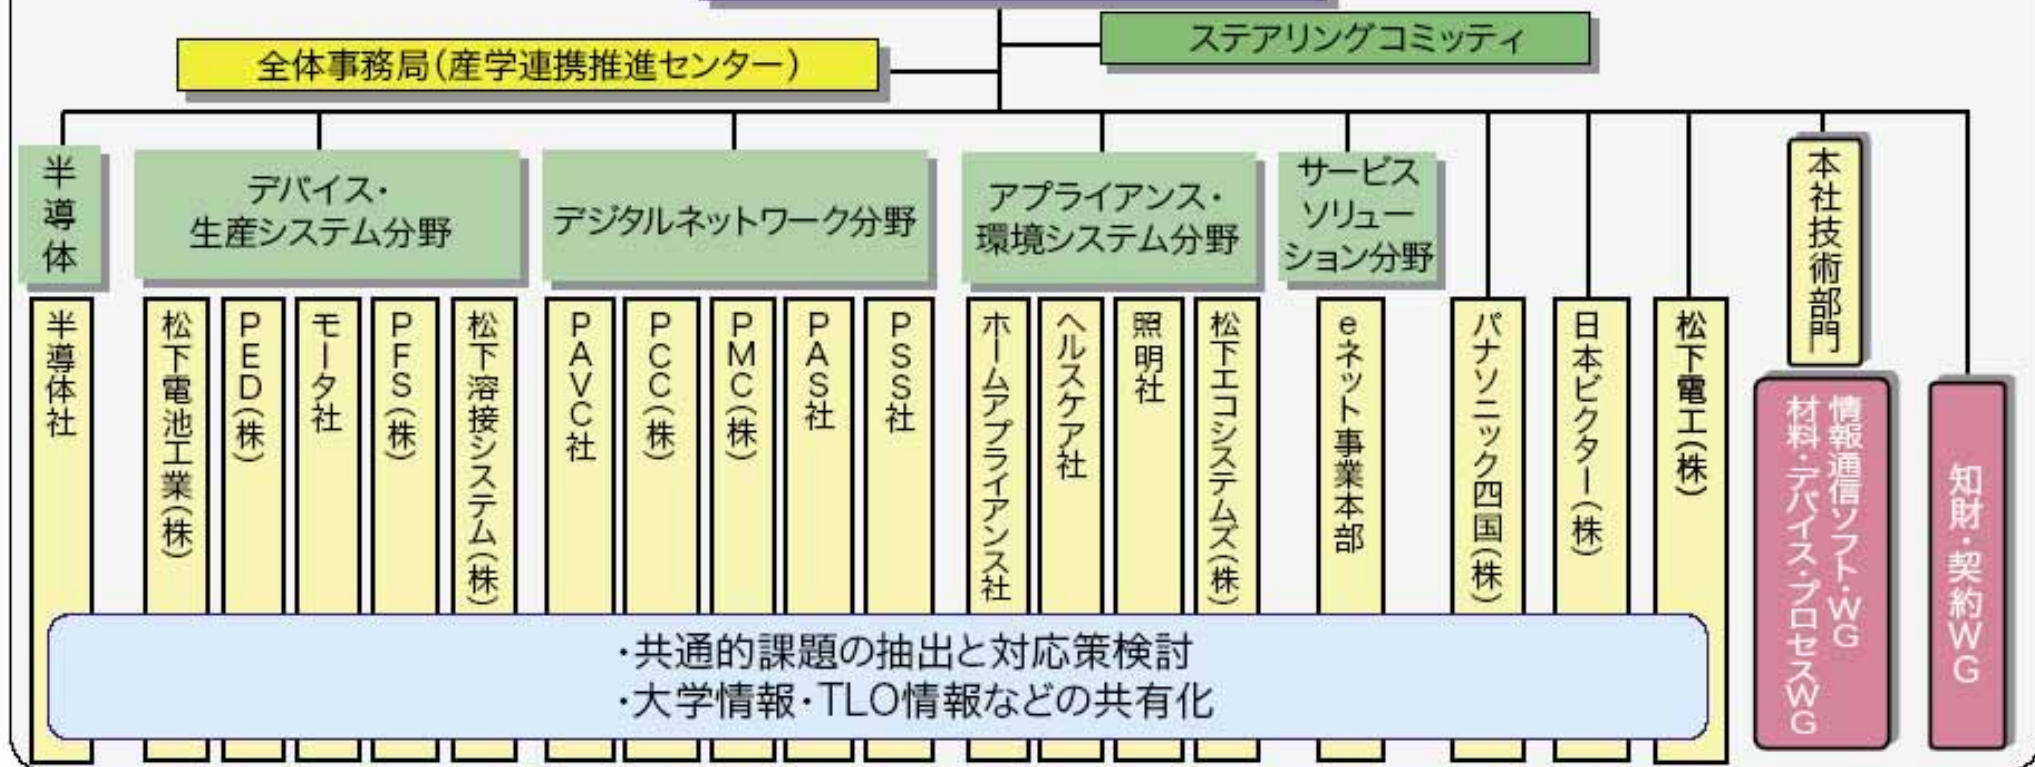 ステアリングコミッティ
全体事務局(産学連携推進センター)
半導体
デバイス・
生産システム分野
デジタルネットワーク分野
アプライアンス・
環境システム分野
サービス
ソリュー
ション分野
本社技術部門
半導体社
松下電池工業(株)
PED(株)
モータ社
PFS(株)
松下溶接システム(株)
PAVC社
PCC(株)
PMC(株)
PAS社
PSS社
ホームアプライアンス社
ヘルスケア社
照明社
松下エコシステムズ(株)
eネット事業本部
パナソニック四国(株)
日本ビクター(株)
松下電工(株)
情報通信ソフト・WG
材料・デバイス・プロセスWG
知財・契約WG
・共通的課題の抽出と対応策検討
・大学情報・TLO情報などの共有化